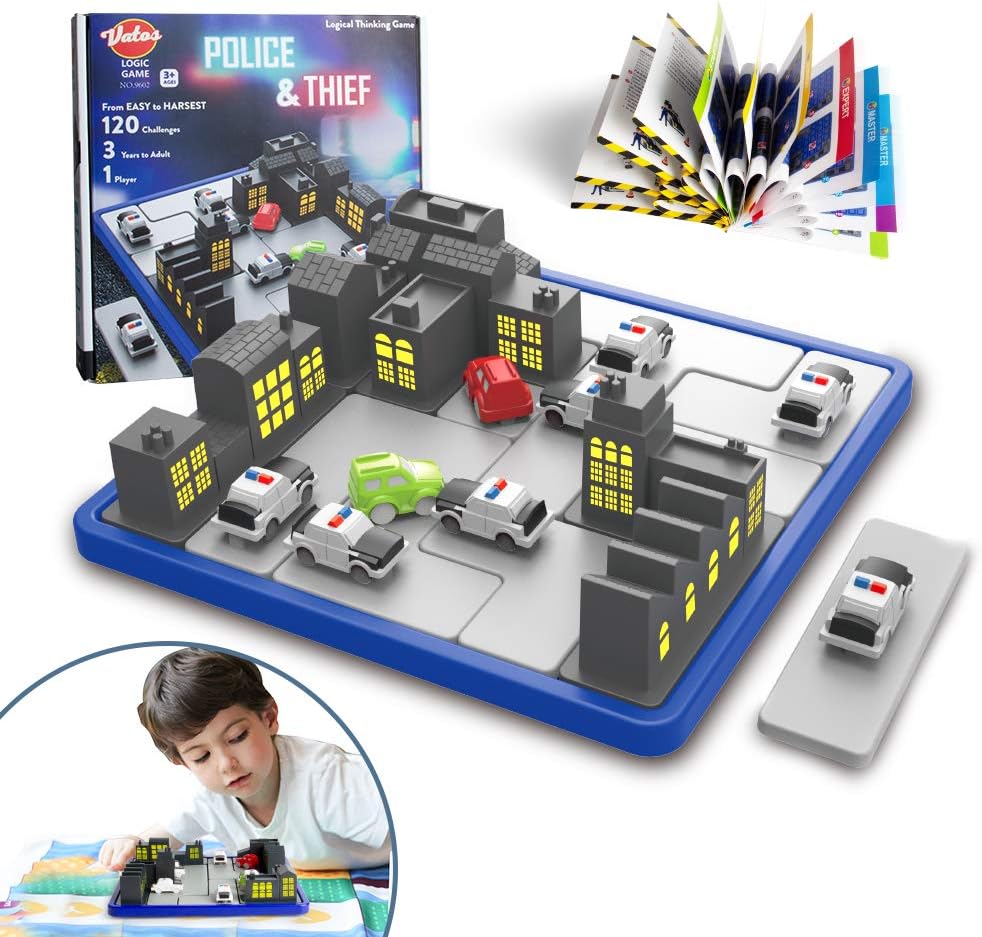 Logical Thinking Game
Vatos
LOGIC
GAME
NO.9602
3+
AGES
POLICE
& THIEF
From EASY to HARSEST
120 Challenges
3 Years to Adult
1 Player
EXPERT
MASTER
MASTER